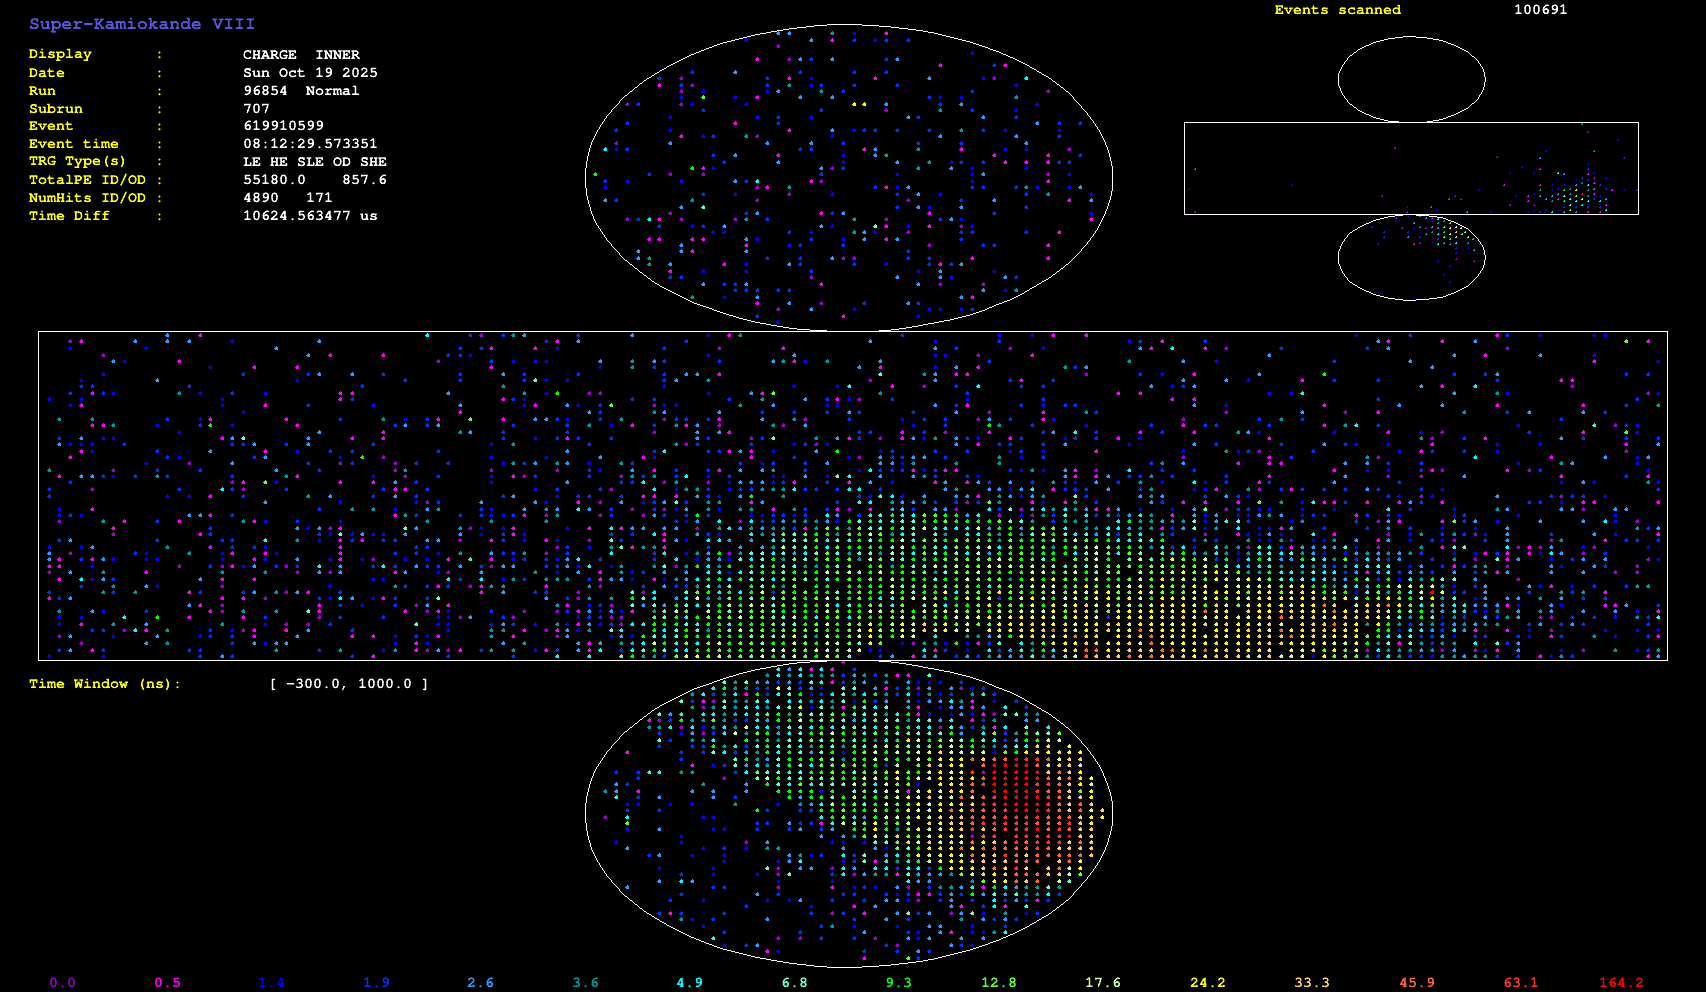 Super-Kamiokande VIII
Events scanned 100691
Display : CHARGE INNER
Date : Sun Oct 19 2025
Run : 96854 Normal
Subrun : 707
Event : 619910599
Event time : 08:12:29.573351
TRG Type(s) : LE HE SLE OD SHE
TotalPE ID/OD : 55180.0 857.6
NumHits ID/OD : 4890 171
Time Diff : 10624.563477 us
Time Window (ns): [ -300.0, 1000.0 ]
0.0 0.5 1.4 1.9 2.6 3.6 4.9 6.8 9.3 12.8 17.6 24.2 33.3 45.9 63.1 164.2